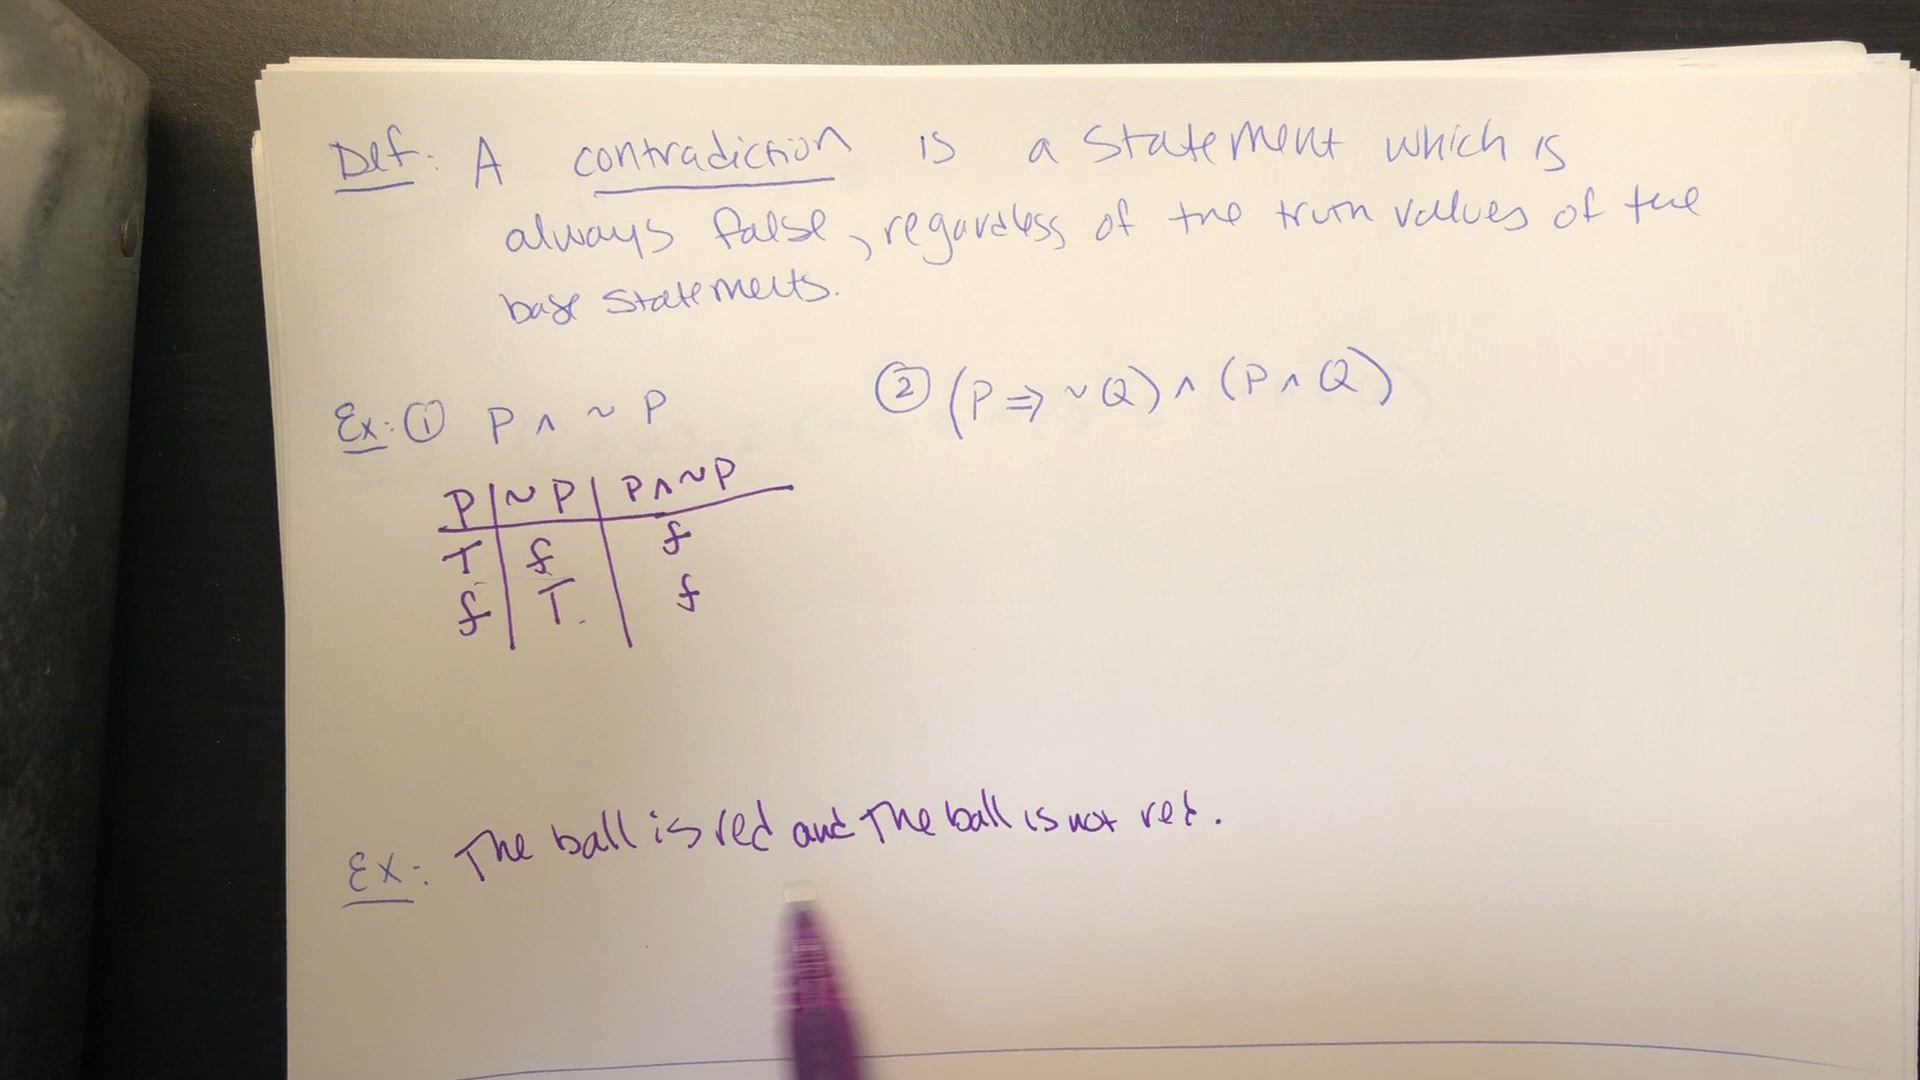 Def: A contradiction is a statement which is
always false, regardless of the truth values of the
base statements.
Ex: ① P ∧ ~ P
② (P ⇒ ~Q) ∧ (P ∧ Q)
P | ~P | P∧~P
T | f | f
f | T | f
Ex: The ball is red and The ball is not red.